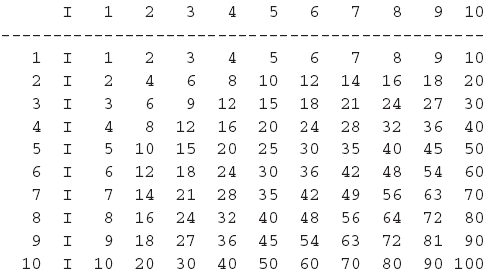 I   1   2   3   4   5   6   7   8   9  10
-----------------------------------------------
  1  I   1   2   3   4   5   6   7   8   9  10
  2  I   2   4   6   8  10  12  14  16  18  20
  3  I   3   6   9  12  15  18  21  24  27  30
  4  I   4   8  12  16  20  24  28  32  36  40
  5  I   5  10  15  20  25  30  35  40  45  50
  6  I   6  12  18  24  30  36  42  48  54  60
  7  I   7  14  21  28  35  42  49  56  63  70
  8  I   8  16  24  32  40  48  56  64  72  80
  9  I   9  18  27  36  45  54  63  72  81  90
 10  I  10  20  30  40  50  60  70  80  90 100